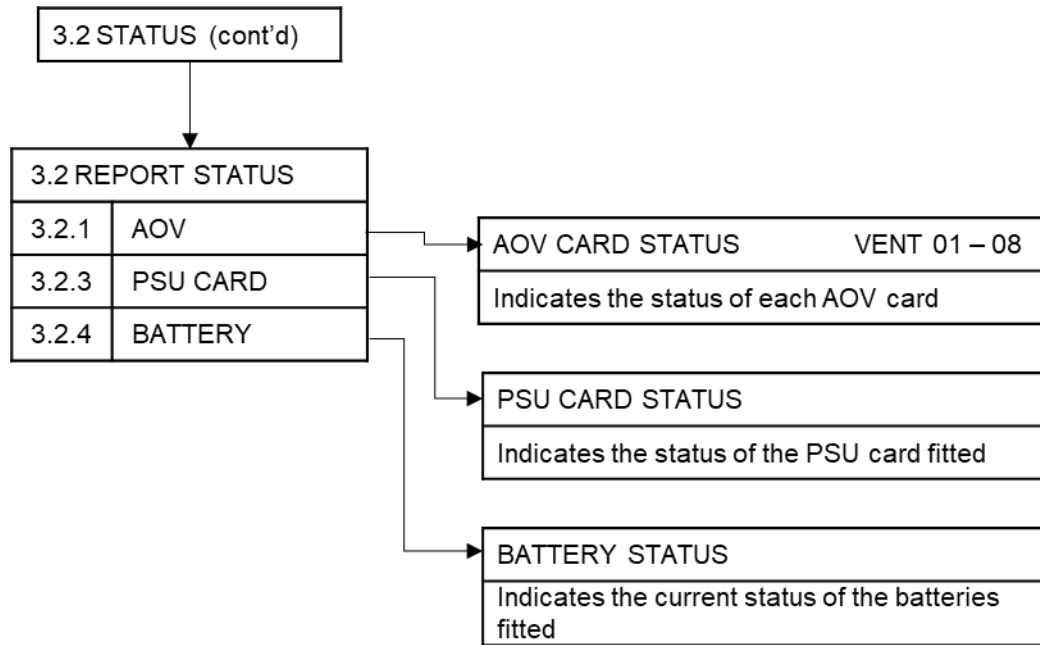 3.2 STATUS (cont’d)
3.2 REPORT STATUS
3.2.1 AOV
3.2.3 PSU CARD
3.2.4 BATTERY
AOV CARD STATUS VENT 01 – 08
Indicates the status of each AOV card
PSU CARD STATUS
Indicates the status of the PSU card fitted
BATTERY STATUS
Indicates the current status of the batteries
fitted